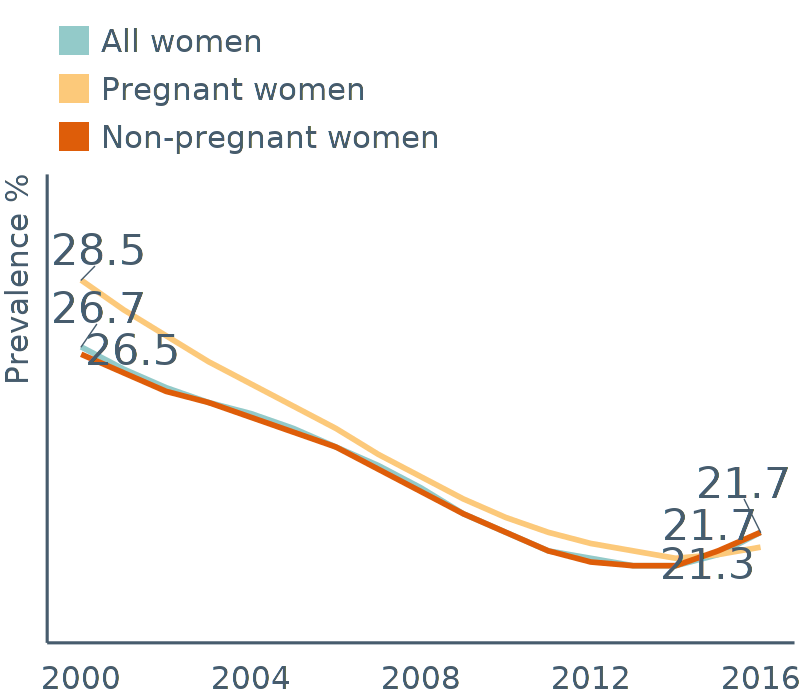 All women
Pregnant women
Non-pregnant women
Prevalence %
28.5
26.7
26.5
21.7
21.7
21.3
2000 2004 2008 2012 2016